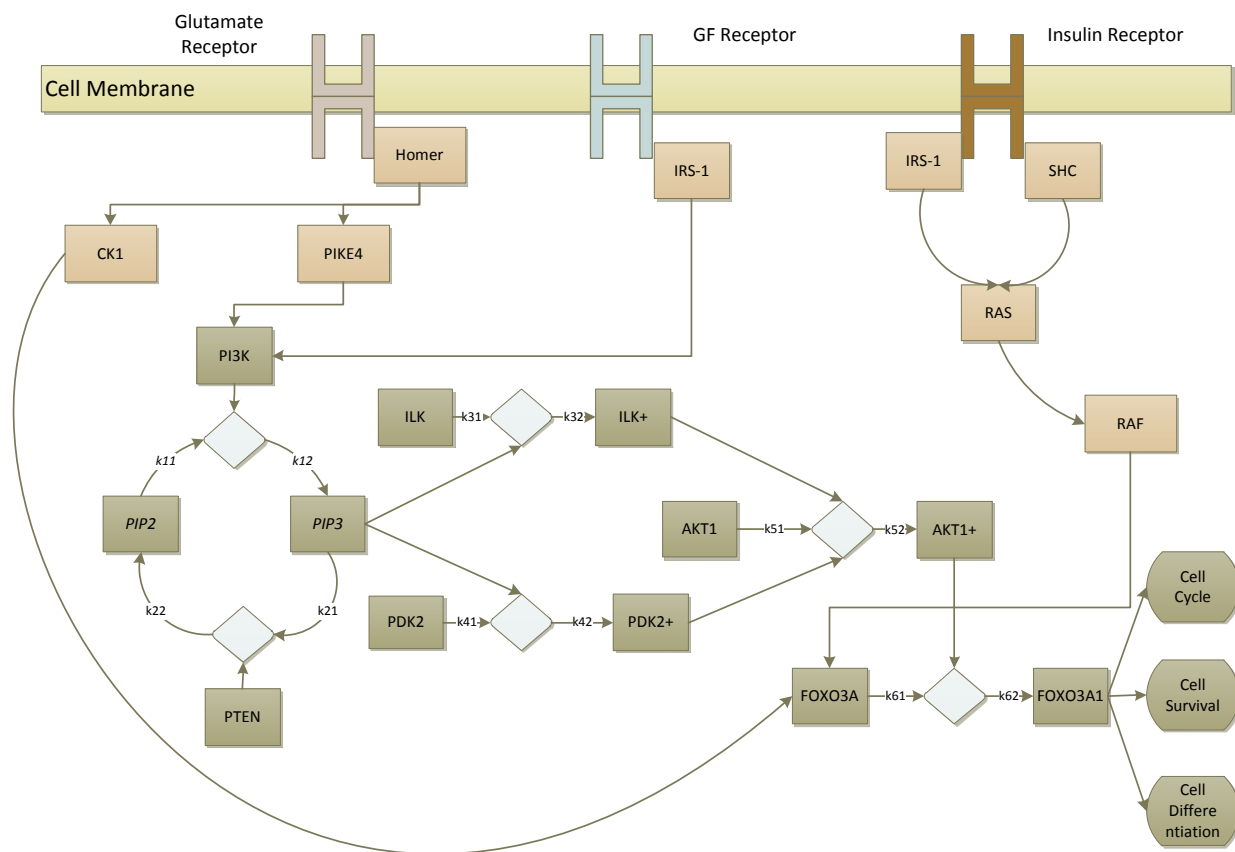 Glutamate
Receptor
GF Receptor
Insulin Receptor
Cell Membrane
Homer
IRS-1
IRS-1
SHC
CK1
PIKE4
RAS
PI3K
ILK
k31
k32
ILK+
RAF
k11
k12
PIP2
PIP3
AKT1
k51
k52
AKT1+
k22
k21
PDK2
k41
k42
PDK2+
PTEN
FOXO3A
k61
k62
FOXO3A1
Cell
Cycle
Cell
Survival
Cell
Differe
ntiation